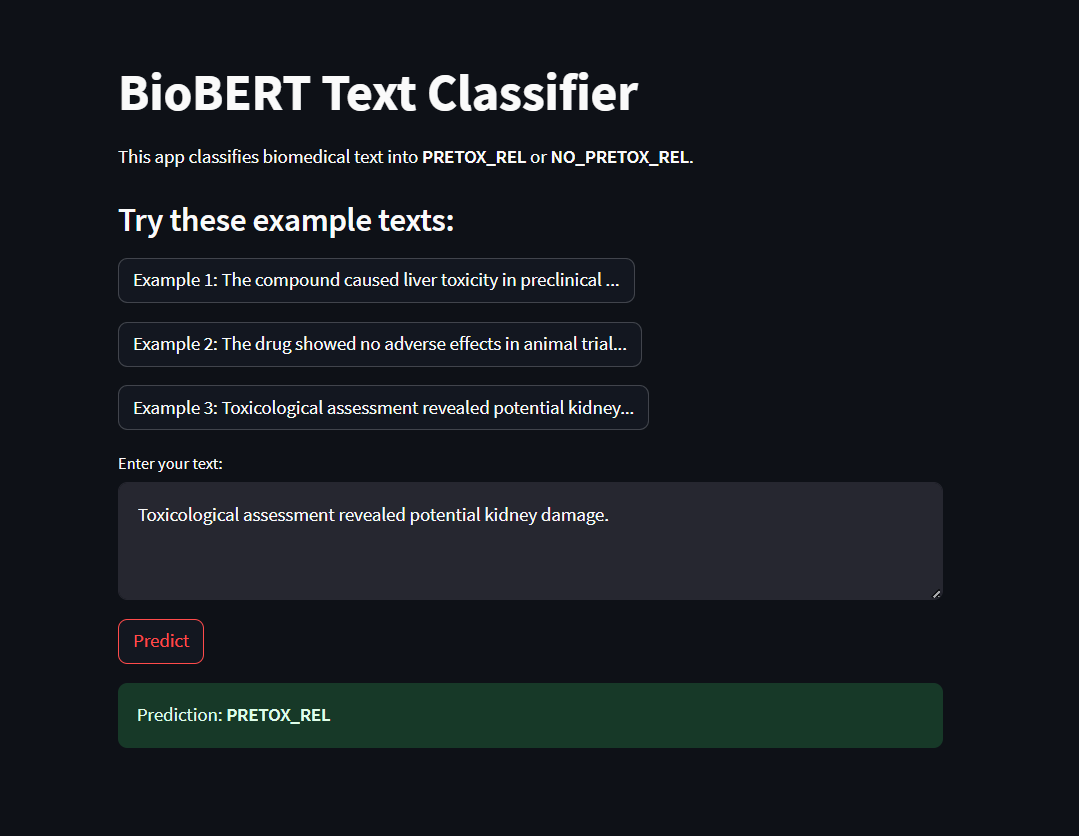 BioBERT Text Classifier
This app classifies biomedical text into PRETOX_REL or NO_PRETOX_REL.
Try these example texts:
Example 1: The compound caused liver toxicity in preclinical ...
Example 2: The drug showed no adverse effects in animal trial...
Example 3: Toxicological assessment revealed potential kidney...
Enter your text:
Toxicological assessment revealed potential kidney damage.
Predict
Prediction: PRETOX_REL